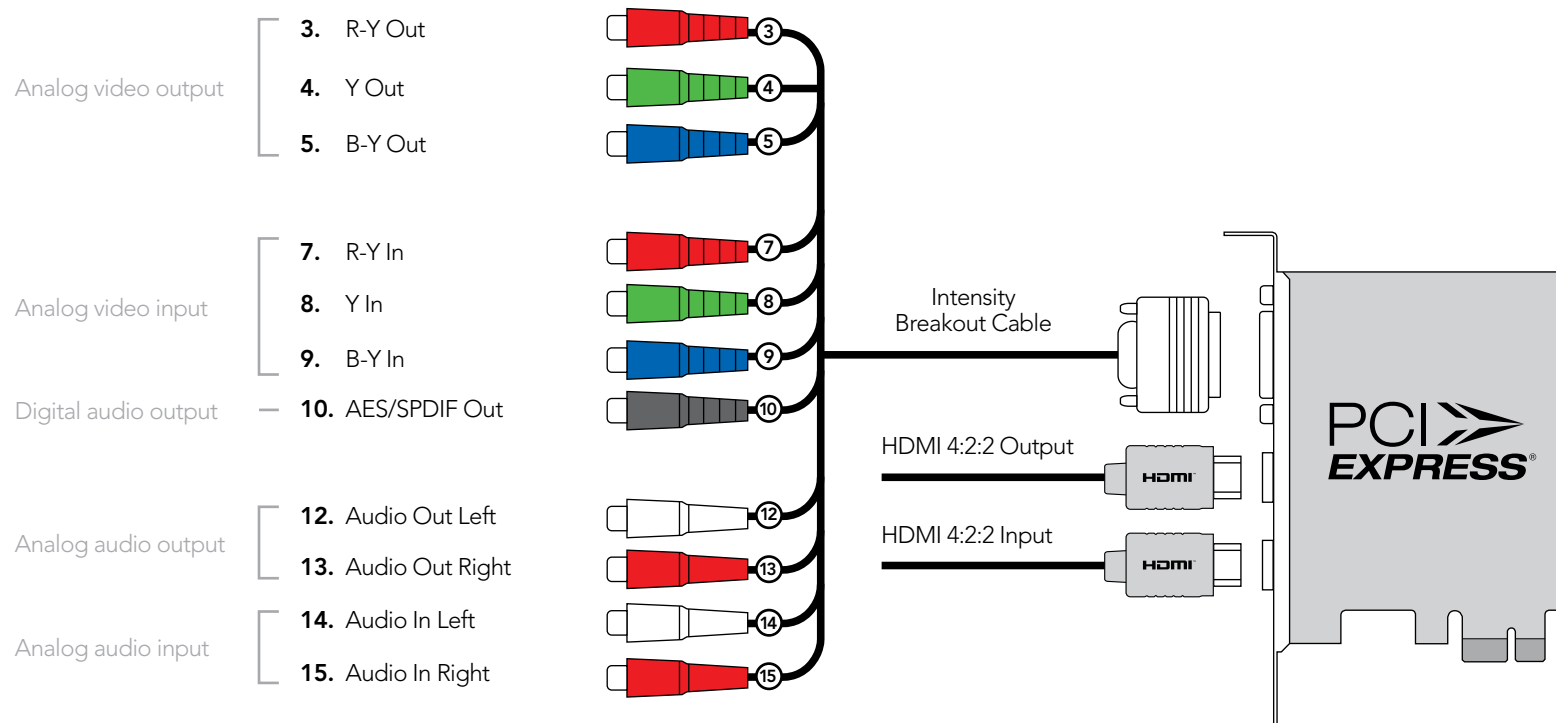 Analog video output
3. R-Y Out
4. Y Out
5. B-Y Out
3
4
5
Analog video input
7. R-Y In
8. Y In
9. B-Y In
7
8
9
Digital audio output
10. AES/SPDIF Out
10
Analog audio output
12. Audio Out Left
13. Audio Out Right
12
13
Analog audio input
14. Audio In Left
15. Audio In Right
14
15
Intensity
Breakout Cable
HDMI 4:2:2 Output
HDMI™
HDMI 4:2:2 Input
HDMI™
PCI
EXPRESS®